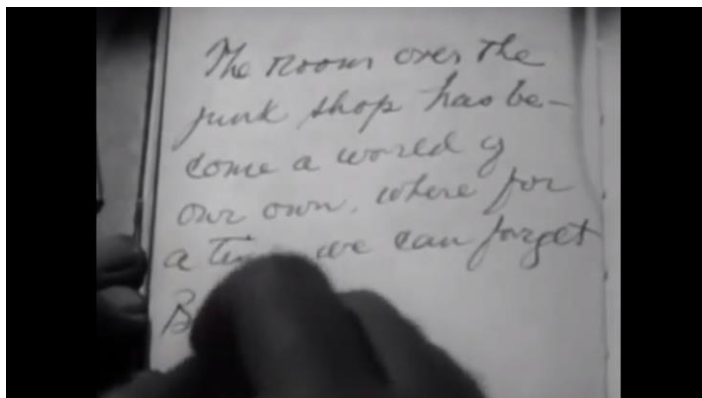 The room over the
junk shop has be-
come a world of
our own, where for
a we can forget